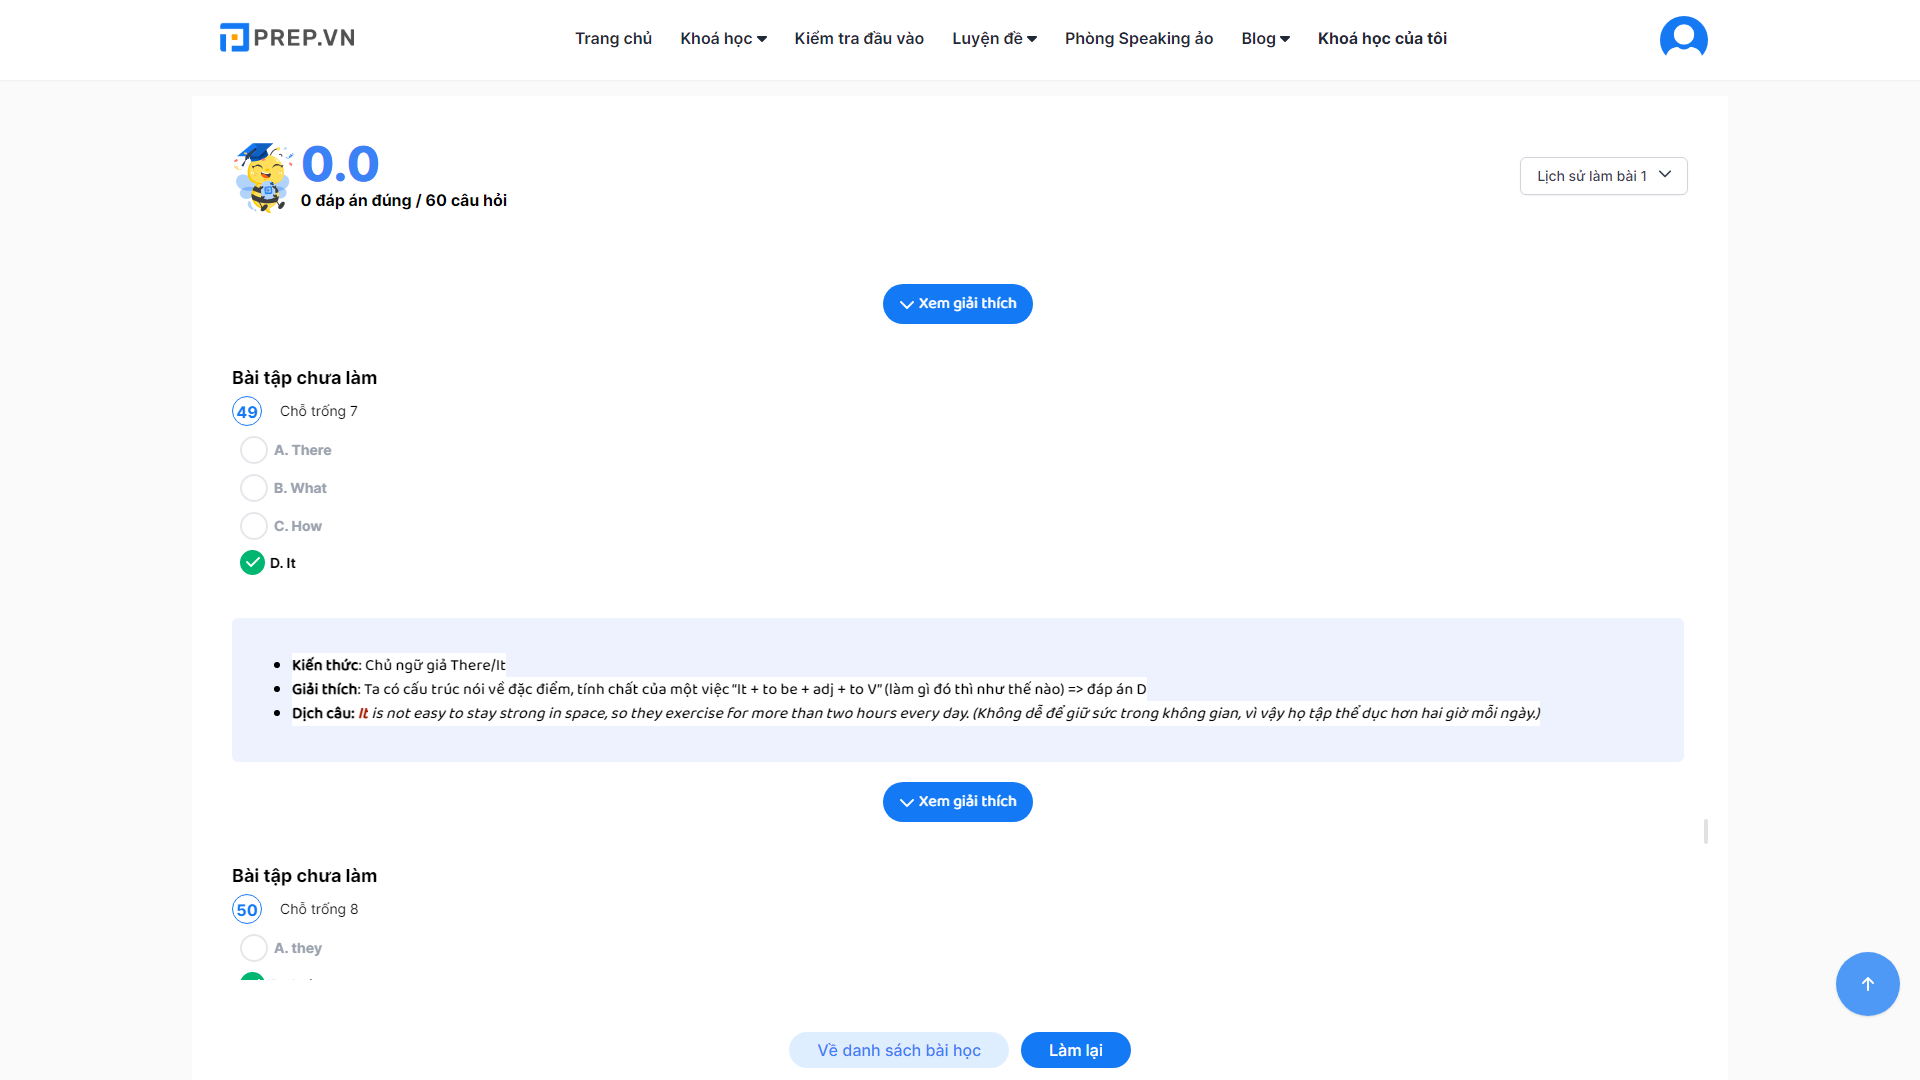 PREP.VN
Trang chủ Khoá học Kiểm tra đầu vào Luyện đề Phòng Speaking ảo Blog Khoá học của tôi
0.0
0 đáp án đúng / 60 câu hỏi
Lịch sử làm bài 1
Xem giải thích
Bài tập chưa làm
49 Chỗ trống 7
A. There
B. What
C. How
D. It
Kiến thức: Chủ ngữ giả There/It
Giải thích: Ta có cấu trúc nói về đặc điểm, tính chất của một việc “It + to be + adj + to V” (làm gì đó thì như thế nào) => đáp án D
Dịch câu: It is not easy to stay strong in space, so they exercise for more than two hours every day. (Không dễ để giữ sức trong không gian, vì vậy họ tập thể dục hơn hai giờ mỗi ngày.)
Xem giải thích
Bài tập chưa làm
50 Chỗ trống 8
A. they
Về danh sách bài học Làm lại